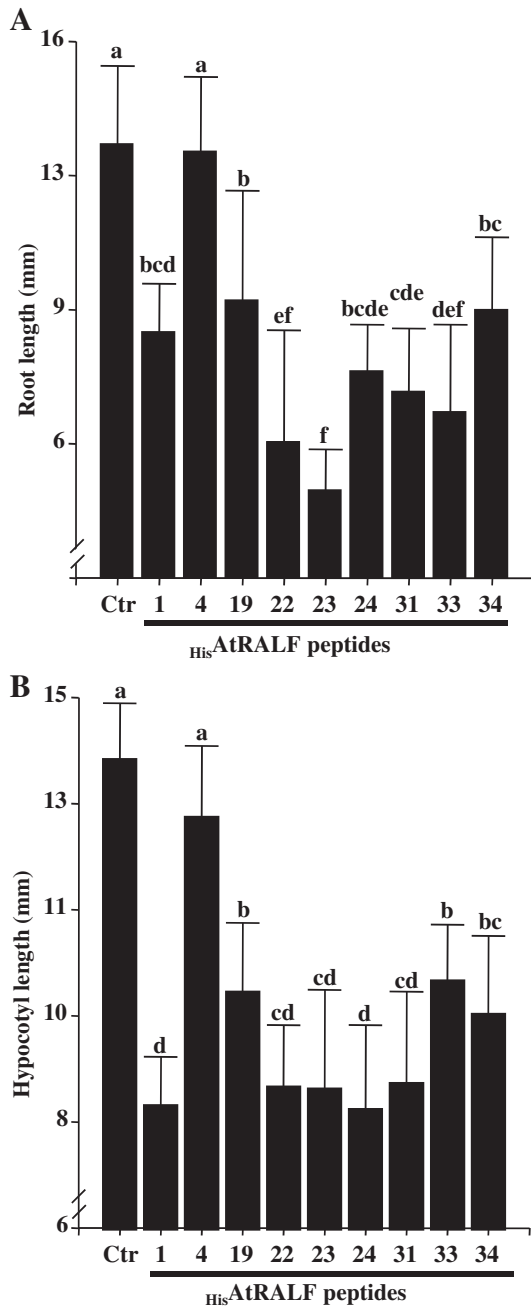 A
16
13
9
6
Root length (mm)
a
bcd
a
b
ef
f
bcde
cde
def
bc
Ctr 1 4 19 22 23 24 31 33 34
HisAtRALF peptides
B
15
13
11
10
8
6
Hypocotyl length (mm)
a
d
a
b
cd
cd
d
cd
b
bc
Ctr 1 4 19 22 23 24 31 33 34
HisAtRALF peptides